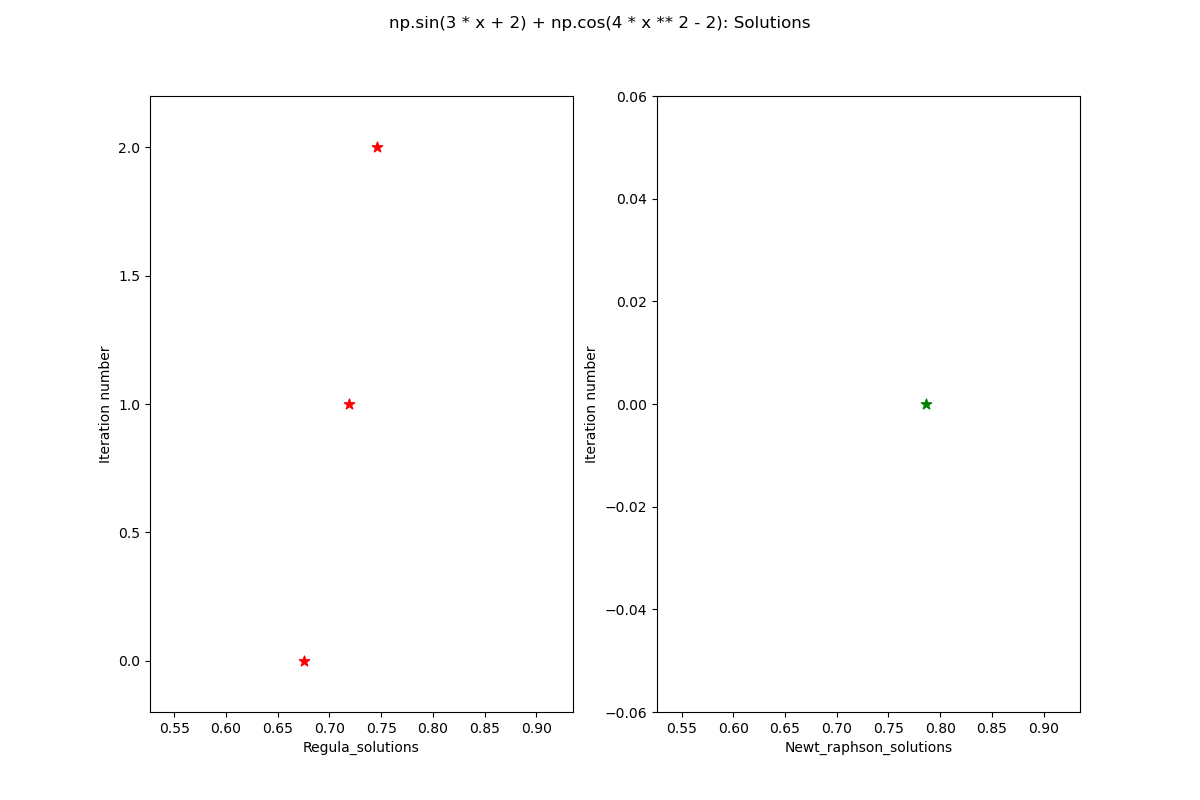 np.sin(3 * x + 2) + np.cos(4 * x ** 2 - 2): Solutions
Iteration number
2.0
1.5
1.0
0.5
0.0
0.55 0.60 0.65 0.70 0.75 0.80 0.85 0.90
Regula_solutions
Iteration number
0.06
0.04
0.02
0.00
−0.02
−0.04
−0.06
0.55 0.60 0.65 0.70 0.75 0.80 0.85 0.90
Newt_raphson_solutions